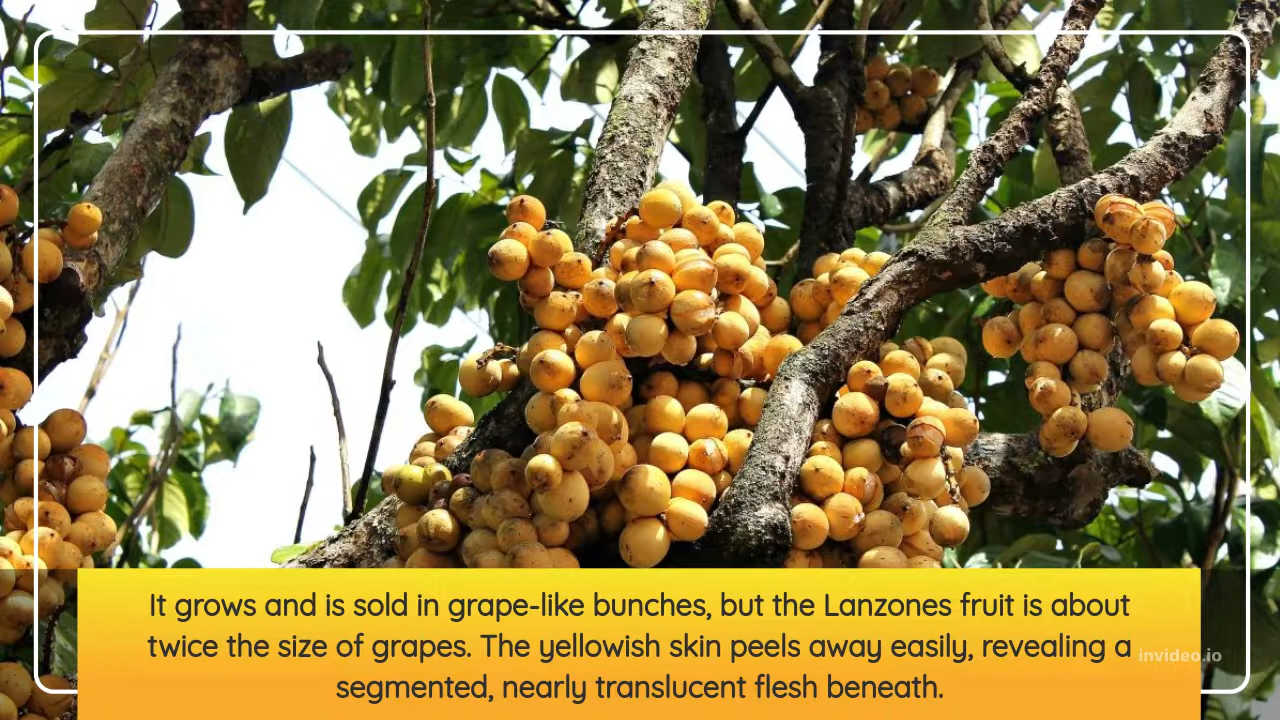 It grows and is sold in grape-like bunches, but the Lanzones fruit is about
twice the size of grapes. The yellowish skin peels away easily, revealing a
segmented, nearly translucent flesh beneath.
invideo.io